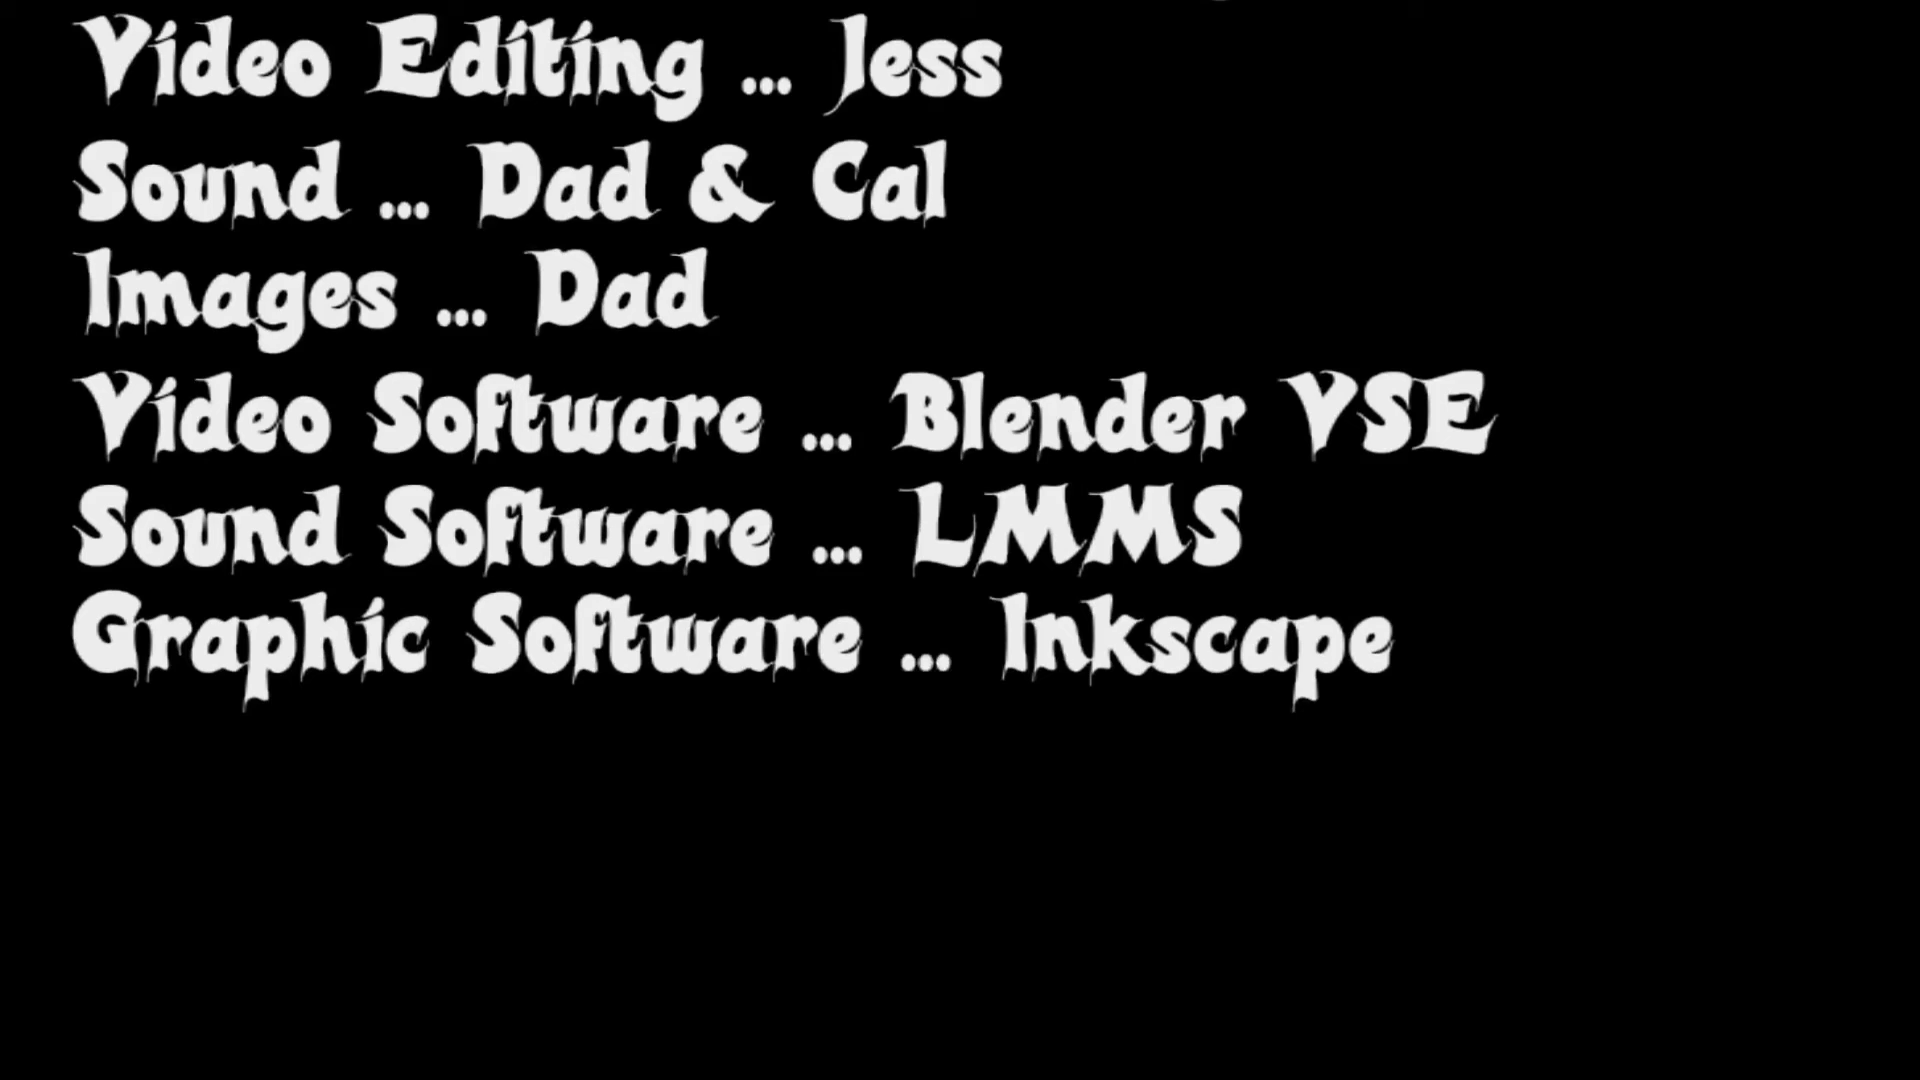 Video Editing ... Jess
Sound ... Dad & Cal
Images ... Dad
Video Software ... Blender VSE
Sound Software ... LMMS
Graphic Software ... Inkscape